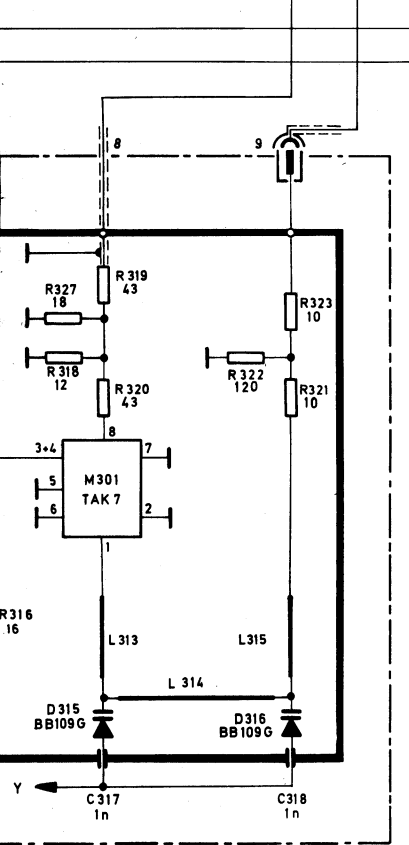 8
9
R319
43
R327
18
R323
10
R318
12
R322
120
R320
43
R321
10
8
3+4
7
M301
TAK7
5
6
2
1
R316
16
L313
L315
L 314
D315
BB109G
D316
BB109G
Y
C317
1n
C318
1n